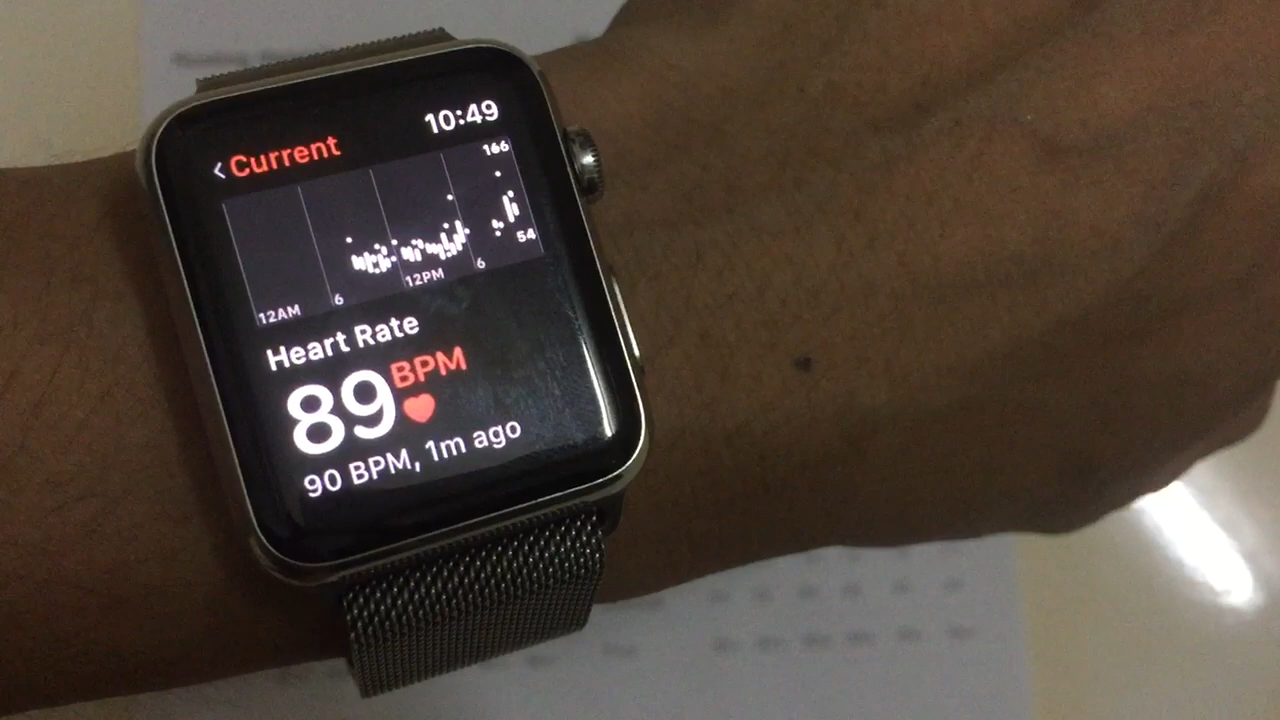 10:49
< Current
166
54
12AM 6 12PM 6
Heart Rate
89 BPM
90 BPM, 1m ago